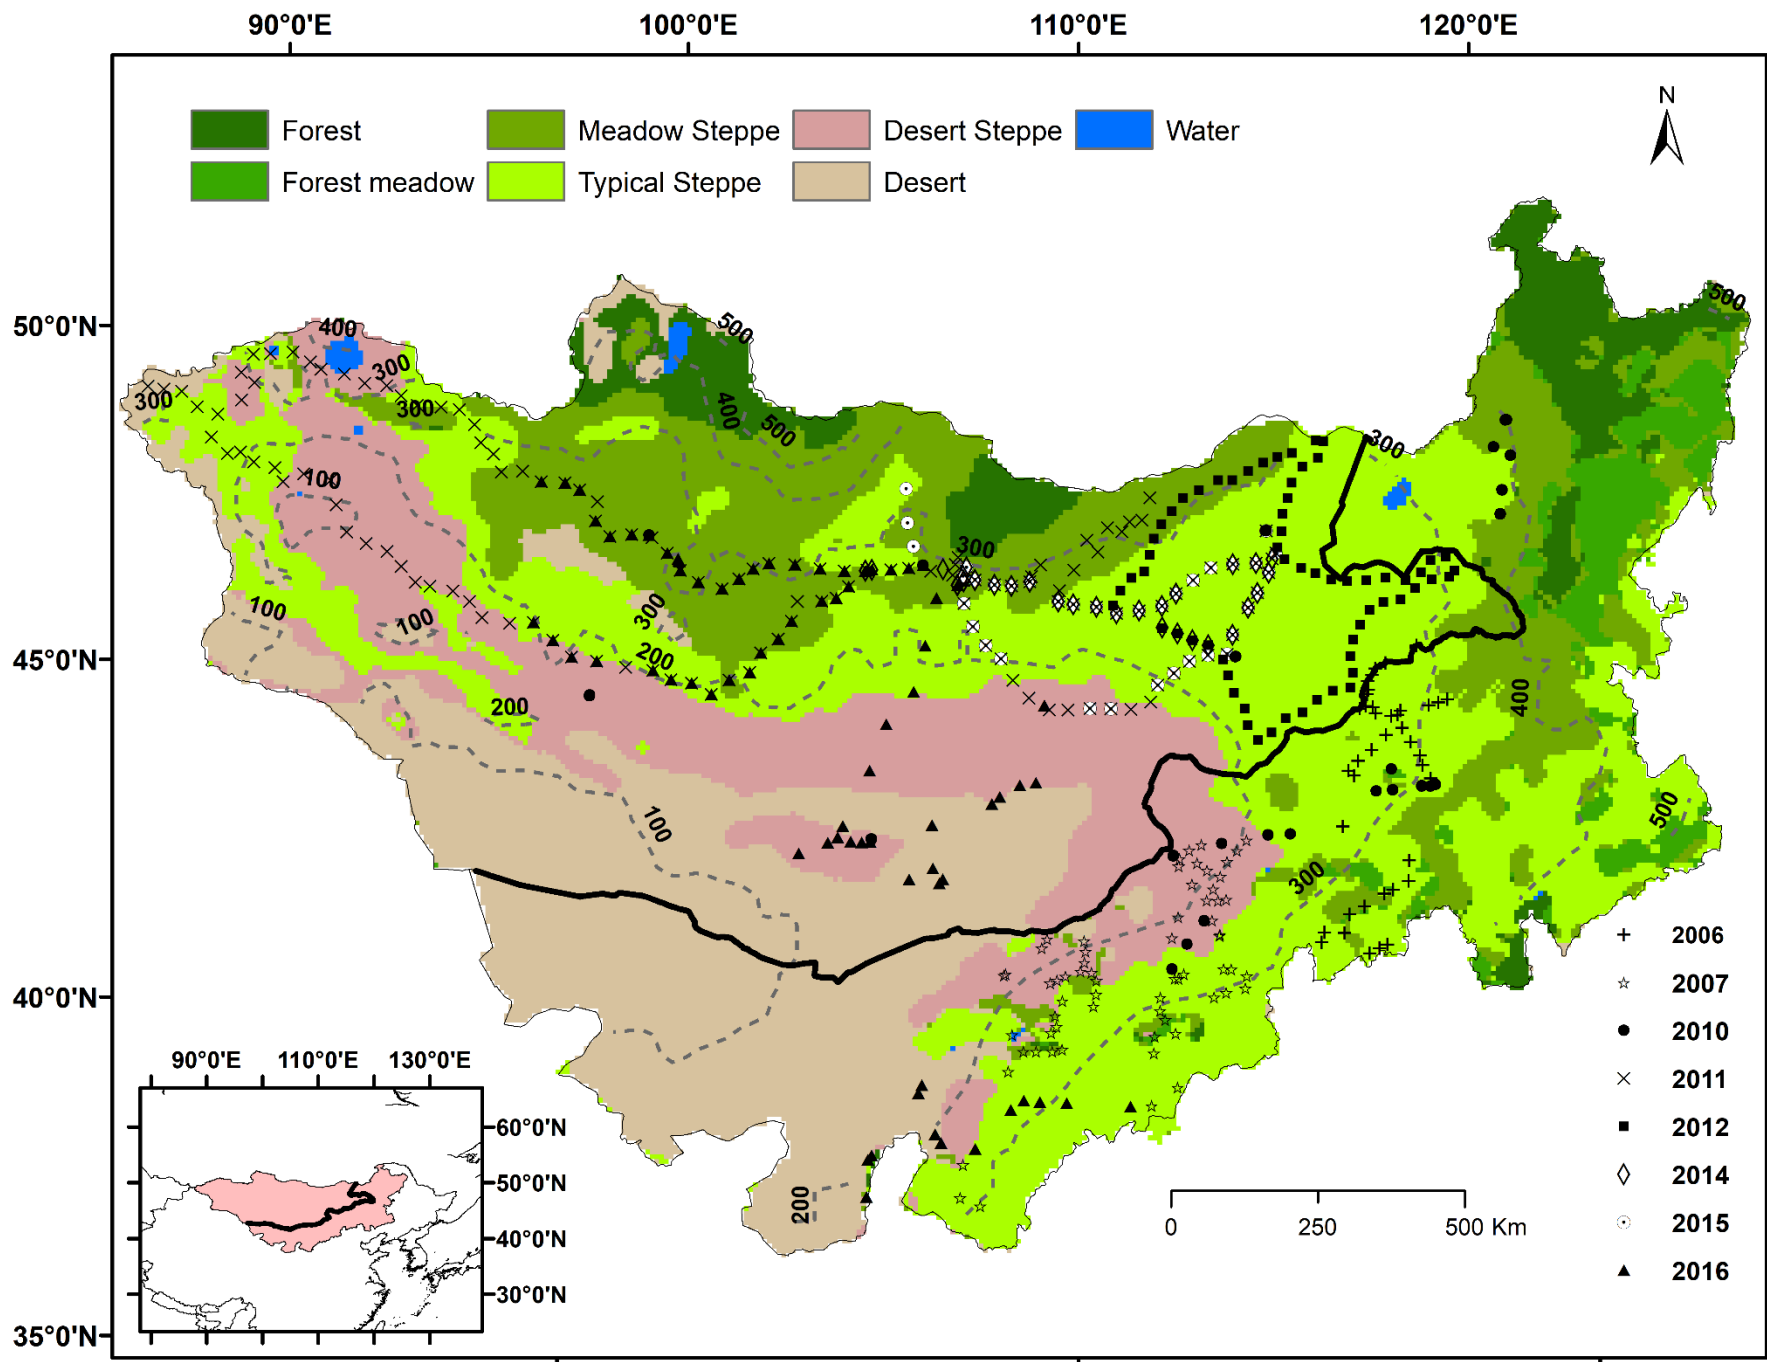 90°0'E 100°0'E 110°0'E 120°0'E
N
Forest Meadow Steppe Desert Steppe Water
Forest meadow Typical Steppe Desert
50°0'N
45°0'N
40°0'N
35°0'N
400
500
500
300
300
300
400
500
300
100
300
100
100
300
200
200
400
100
500
300
200
2006
2007
2010
2011
2012
2014
2015
2016
0 250 500 Km
90°0'E 110°0'E 130°0'E
60°0'N
50°0'N
40°0'N
30°0'N